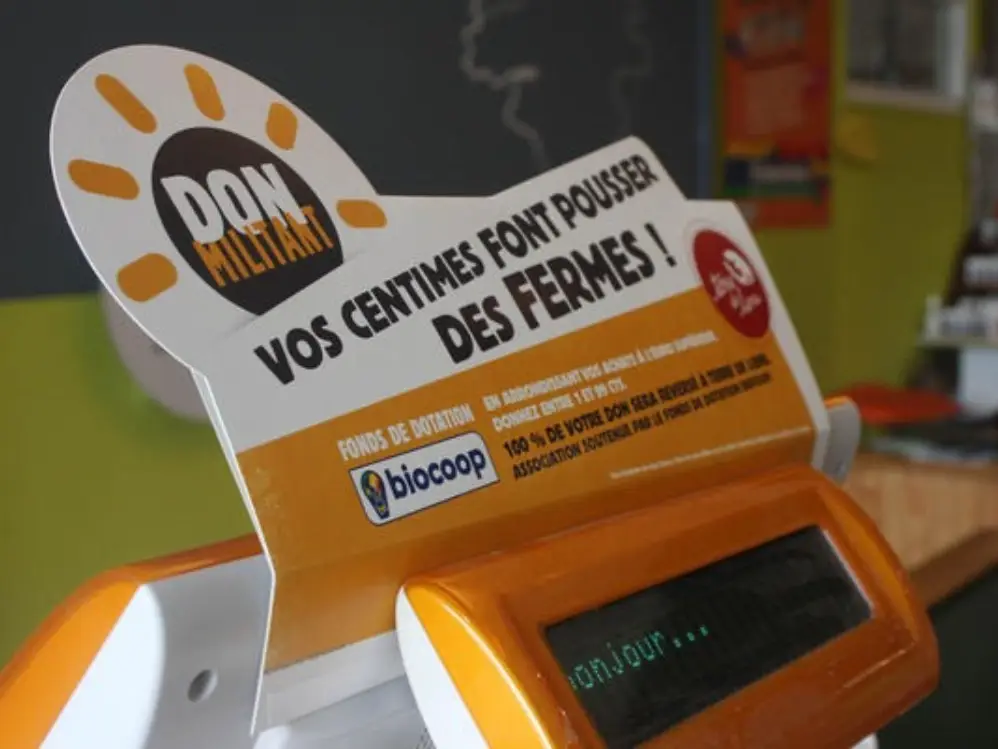 DON
MILITANT
VOS CENTIMES FONT POUSSER
DES FERMES !
FONDS DE DOTATION
biocoop
EN ARRONDISSANT VOS ACHATS À L'EURO SUPÉRIEUR,
DONNEZ ENTRE 1 ET 99 CTS.
100 % DE VOTRE DON SERA REVERSÉ À TERRE DE LIENS,
ASSOCIATION SOUTENUE PAR LE FONDS DE DOTATION BIOCOOP
onjour...